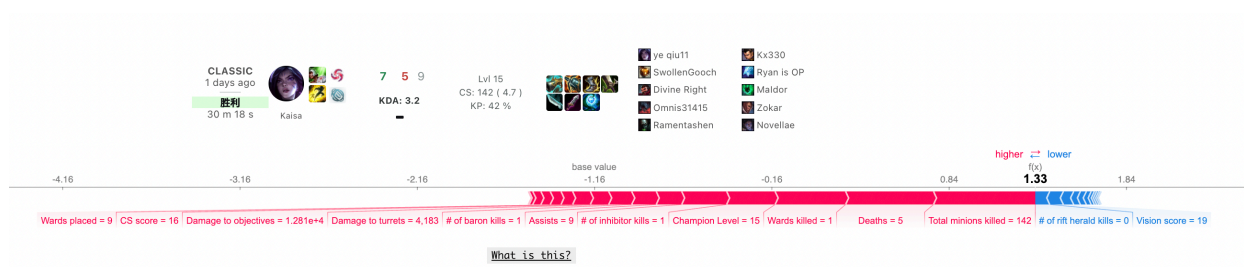 CLASSIC
1 days ago
胜利
30 m 18 s
Kaisa
7 5 9
KDA: 3.2
Lvl 15
CS: 142 ( 4.7 )
KP: 42 %
ye qiu11
SwollenGooch
Divine Right
Omnis31415
Ramentashen
Kx330
Ryan is OP
Maldor
Zokar
Novellae
higher ⇄ lower
base value
f(x)
-4.16 -3.16 -2.16 -1.16 -0.16 0.84 1.33 1.84
Wards placed = 9 CS score = 16 Damage to objectives = 1.281e+4 Damage to turrets = 4,183 # of baron kills = 1 Assists = 9 # of inhibitor kills = 1 Champion Level = 15 Wards killed = 1 Deaths = 5 Total minions killed = 142 # of rift herald kills = 0 Vision score = 19
What is this?